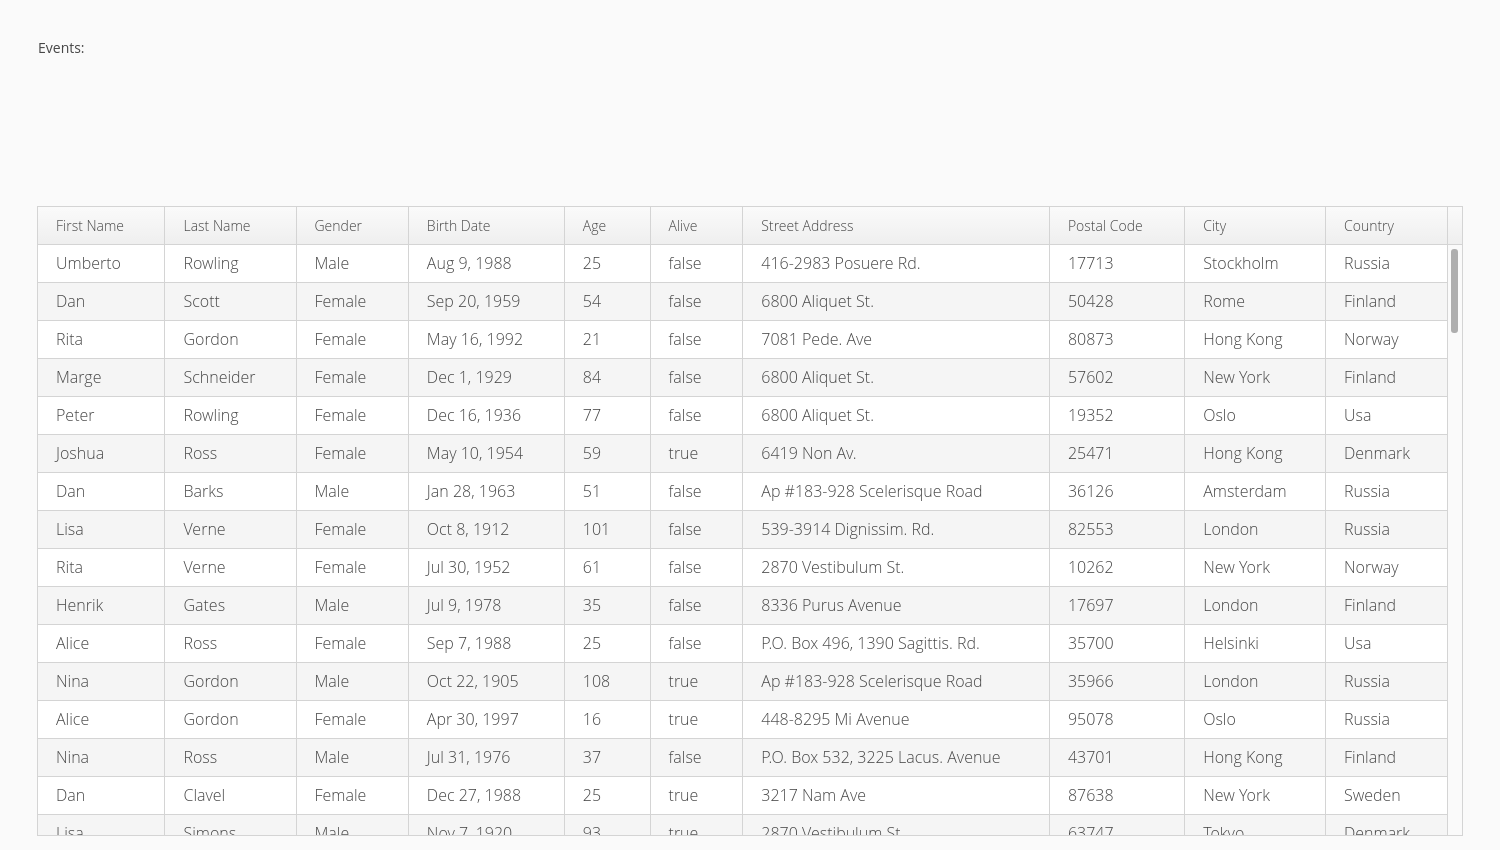 Events:
First Name Last Name Gender Birth Date Age Alive Street Address Postal Code City Country
Umberto Rowling Male Aug 9, 1988 25 false 416-2983 Posuere Rd. 17713 Stockholm Russia
Dan Scott Female Sep 20, 1959 54 false 6800 Aliquet St. 50428 Rome Finland
Rita Gordon Female May 16, 1992 21 false 7081 Pede. Ave 80873 Hong Kong Norway
Marge Schneider Female Dec 1, 1929 84 false 6800 Aliquet St. 57602 New York Finland
Peter Rowling Female Dec 16, 1936 77 false 6800 Aliquet St. 19352 Oslo Usa
Joshua Ross Female May 10, 1954 59 true 6419 Non Av. 25471 Hong Kong Denmark
Dan Barks Male Jan 28, 1963 51 false Ap #183-928 Scelerisque Road 36126 Amsterdam Russia
Lisa Verne Female Oct 8, 1912 101 false 539-3914 Dignissim. Rd. 82553 London Russia
Rita Verne Female Jul 30, 1952 61 false 2870 Vestibulum St. 10262 New York Norway
Henrik Gates Male Jul 9, 1978 35 false 8336 Purus Avenue 17697 London Finland
Alice Ross Female Sep 7, 1988 25 false P.O. Box 496, 1390 Sagittis. Rd. 35700 Helsinki Usa
Nina Gordon Male Oct 22, 1905 108 true Ap #183-928 Scelerisque Road 35966 London Russia
Alice Gordon Female Apr 30, 1997 16 true 448-8295 Mi Avenue 95078 Oslo Russia
Nina Ross Male Jul 31, 1976 37 false P.O. Box 532, 3225 Lacus. Avenue 43701 Hong Kong Finland
Dan Clavel Female Dec 27, 1988 25 true 3217 Nam Ave 87638 New York Sweden
Lisa Simons Male Nov 7, 1920 93 true 2870 Vestibulum St. 63747 Tokyo Denmark